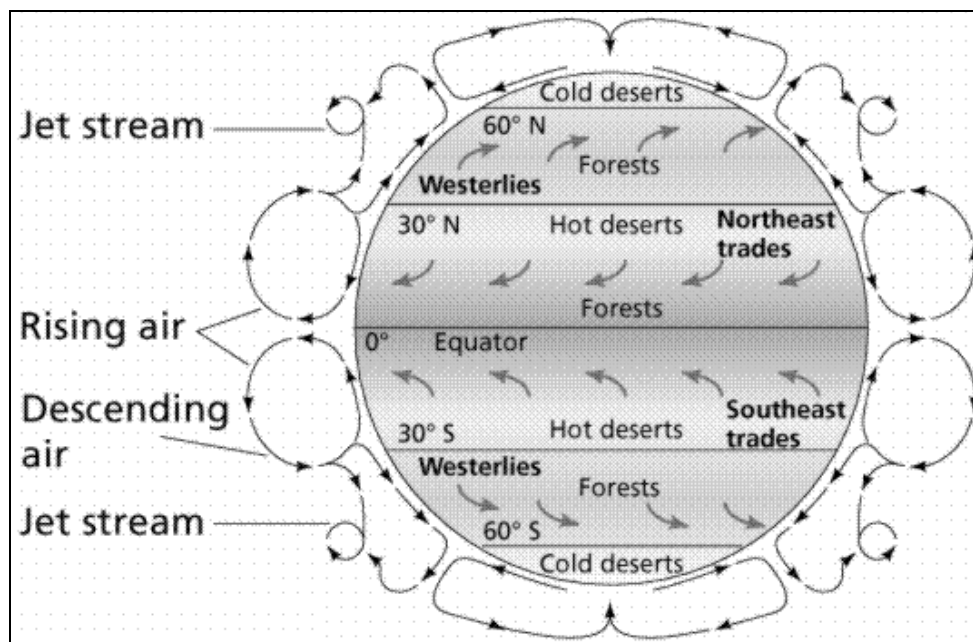 Cold deserts
Jet stream
60° N
Forests
Westerlies
30° N
Hot deserts
Northeast
trades
Rising air
Forests
0°
Equator
Descending
air
Southeast
trades
30° S
Hot deserts
Westerlies
Forests
Jet stream
60° S
Cold deserts